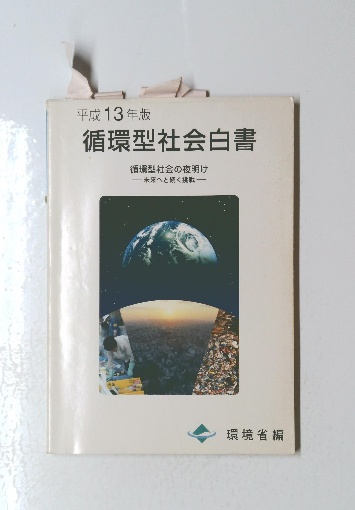 平成13年版
循環型社会白書
循環型社会の夜明け
― 未来へと続く挑戦 ―
環境省編